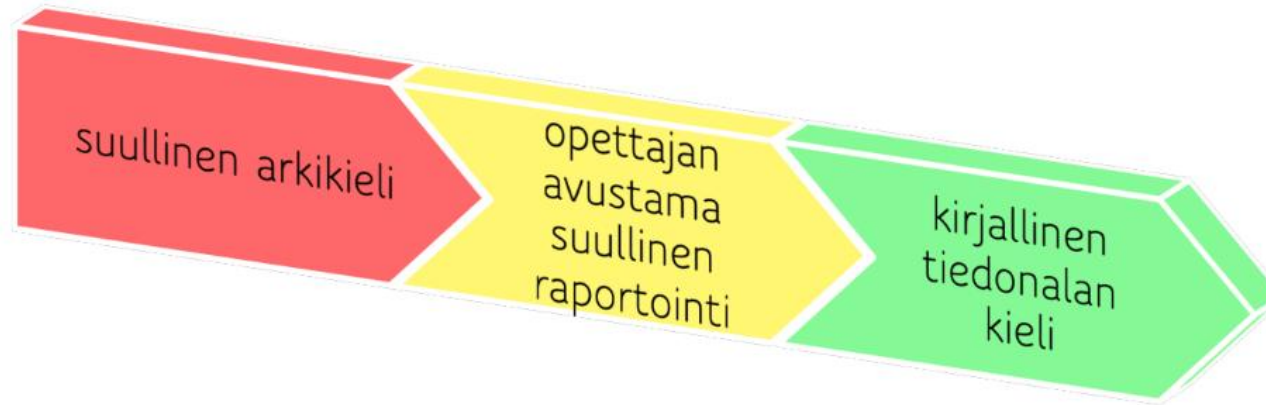 suullinen arkikieli
opettajan
avustama
suullinen
raportointi
kirjallinen
tiedonalan
kieli